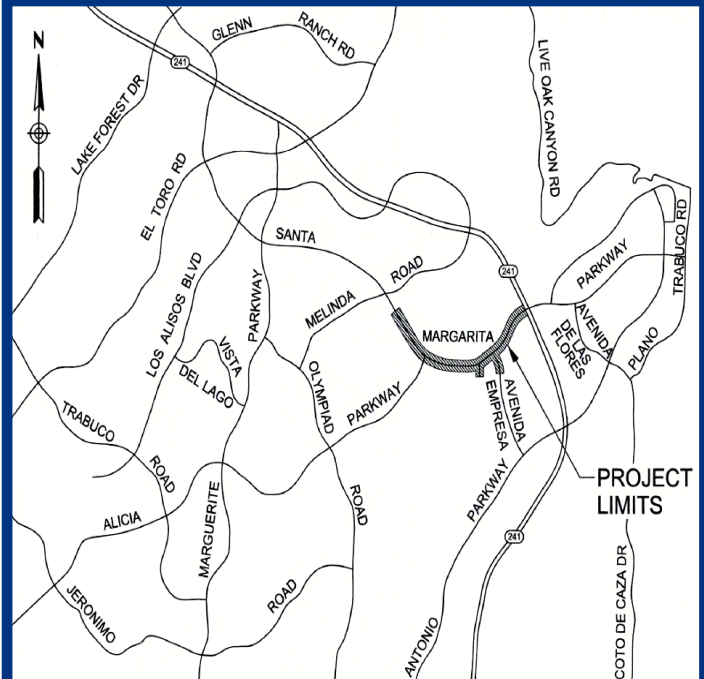 N
GLENN
RANCH RD
241
LAKE FOREST DR
LIVE OAK CANYON RD
EL TORO RD
TRABUCO RD
SANTA
241
PARKWAY
MELINDA
ROAD
LOS ALISOS BLVD
PARKWAY
MARGARITA
AVENIDA
DE LAS
FLORES
PLANO
VISTA
DEL LAGO
OLYMPIAD
PARKWAY
AVENIDA
EMPRESA
TRABUCO
ROAD
PROJECT
LIMITS
ALICIA
MARGUERITE
ROAD
PARKWAY
241
JERONIMO
ROAD
ANTONIO
COTO DE CAZA DR